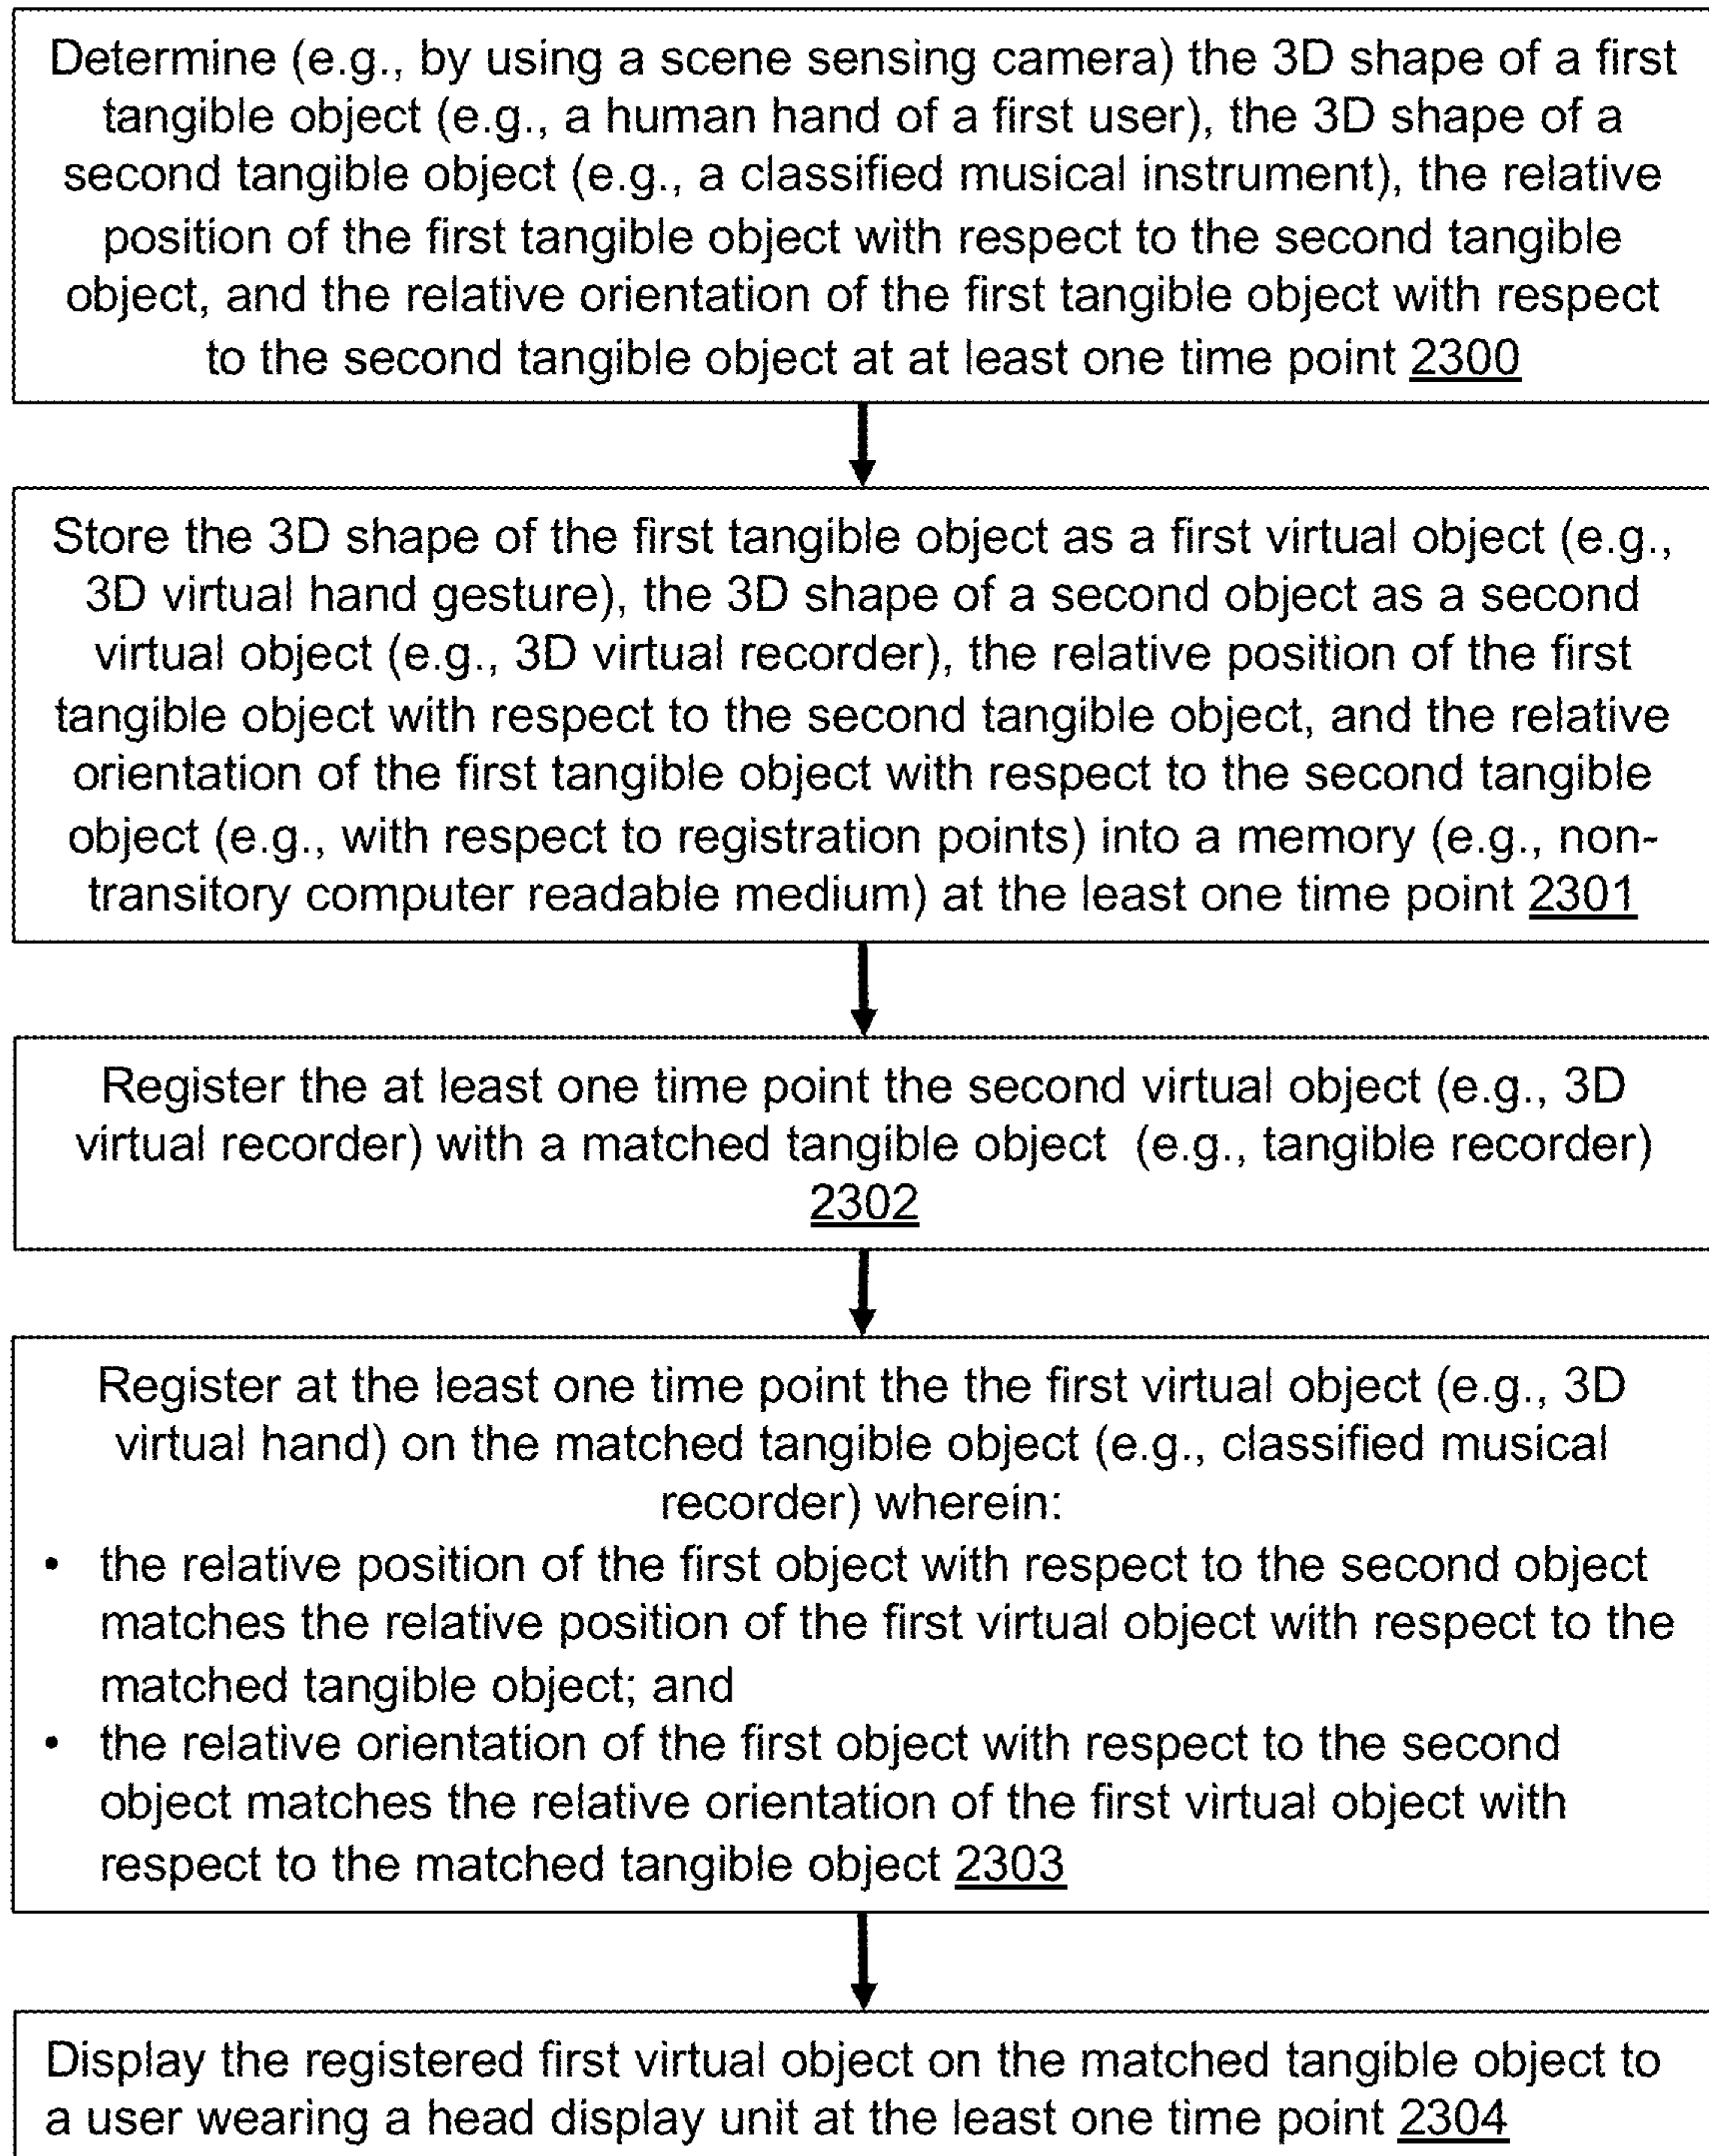 Determine (e.g., by using a scene sensing camera) the 3D shape of a first
tangible object (e.g., a human hand of a first user), the 3D shape of a
second tangible object (e.g., a classified musical instrument), the relative
position of the first tangible object with respect to the second tangible
object, and the relative orientation of the first tangible object with respect
to the second tangible object at at least one time point 2300
Store the 3D shape of the first tangible object as a first virtual object (e.g.,
3D virtual hand gesture), the 3D shape of a second object as a second
virtual object (e.g., 3D virtual recorder), the relative position of the first
tangible object with respect to the second tangible object, and the relative
orientation of the first tangible object with respect to the second tangible
object (e.g., with respect to registration points) into a memory (e.g., non-
transitory computer readable medium) at the least one time point 2301
Register the at least one time point the second virtual object (e.g., 3D
virtual recorder) with a matched tangible object (e.g., tangible recorder)
2302
Register at the least one time point the the first virtual object (e.g., 3D
virtual hand) on the matched tangible object (e.g., classified musical
recorder) wherein:
• the relative position of the first object with respect to the second object
matches the relative position of the first virtual object with respect to the
matched tangible object; and
• the relative orientation of the first object with respect to the second
object matches the relative orientation of the first virtual object with
respect to the matched tangible object 2303
Display the registered first virtual object on the matched tangible object to
a user wearing a head display unit at the least one time point 2304